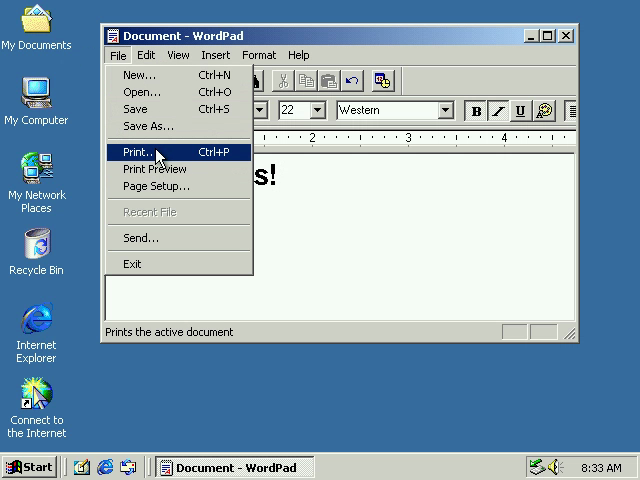 My Documents
My Computer
My Network
Places
Recycle Bin
Internet
Explorer
Connect to
the Internet
Document - WordPad
File Edit View Insert Format Help
New... Ctrl+N
Open... Ctrl+O
Save Ctrl+S
Save As...
Print... Ctrl+P
Print Preview
Page Setup...
Recent File
Send...
Exit
22 Western B I U
2 3 4
s!
Prints the active document
Start Document - WordPad 8:33 AM